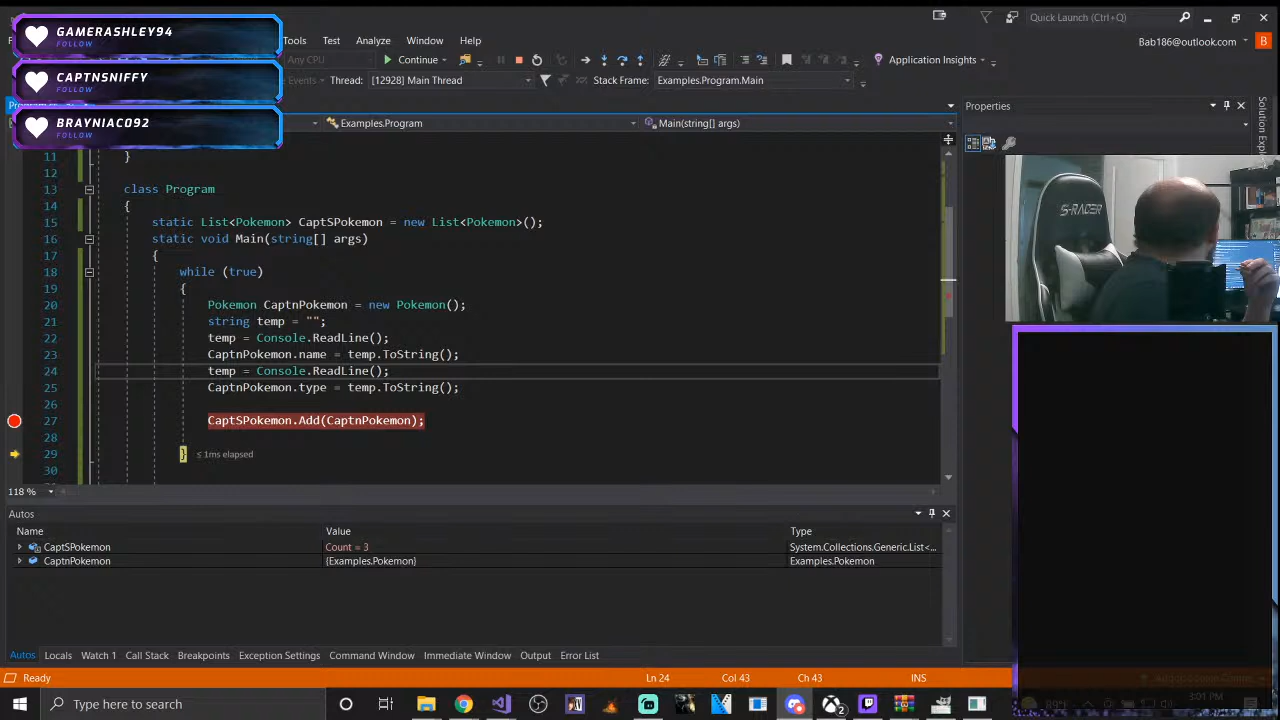 GAMERASHLEY94
FOLLOW
CAPTNSNIFFY
FOLLOW
BRAYNIAC092
FOLLOW
Tools Test Analyze Window Help
Quick Launch (Ctrl+Q)
Bab186@outlook.com B
Any CPU Continue Application Insights
Events Thread: [12928] Main Thread Stack Frame: Examples.Program.Main
Examples.Program Main(string[] args)
Properties
Solution Explo
S-RACER
11 }
12
13 class Program
14 {
15 static List<Pokemon> CaptSPokemon = new List<Pokemon>();
16 static void Main(string[] args)
17 {
18 while (true)
19 {
20 Pokemon CaptnPokemon = new Pokemon();
21 string temp = "";
22 temp = Console.ReadLine();
23 CaptnPokemon.name = temp.ToString();
24 temp = Console.ReadLine();
25 CaptnPokemon.type = temp.ToString();
26
27 CaptSPokemon.Add(CaptnPokemon);
28
29 } ≤ 1ms elapsed
30
118 %
Autos
Name Value Type
CaptSPokemon Count = 3 System.Collections.Generic.List<...
CaptnPokemon {Examples.Pokemon} Examples.Pokemon
Autos Locals Watch 1 Call Stack Breakpoints Exception Settings Command Window Immediate Window Output Error List
Ready Ln 24 Col 43 Ch 43 INS
Type here to search
3:01 PM